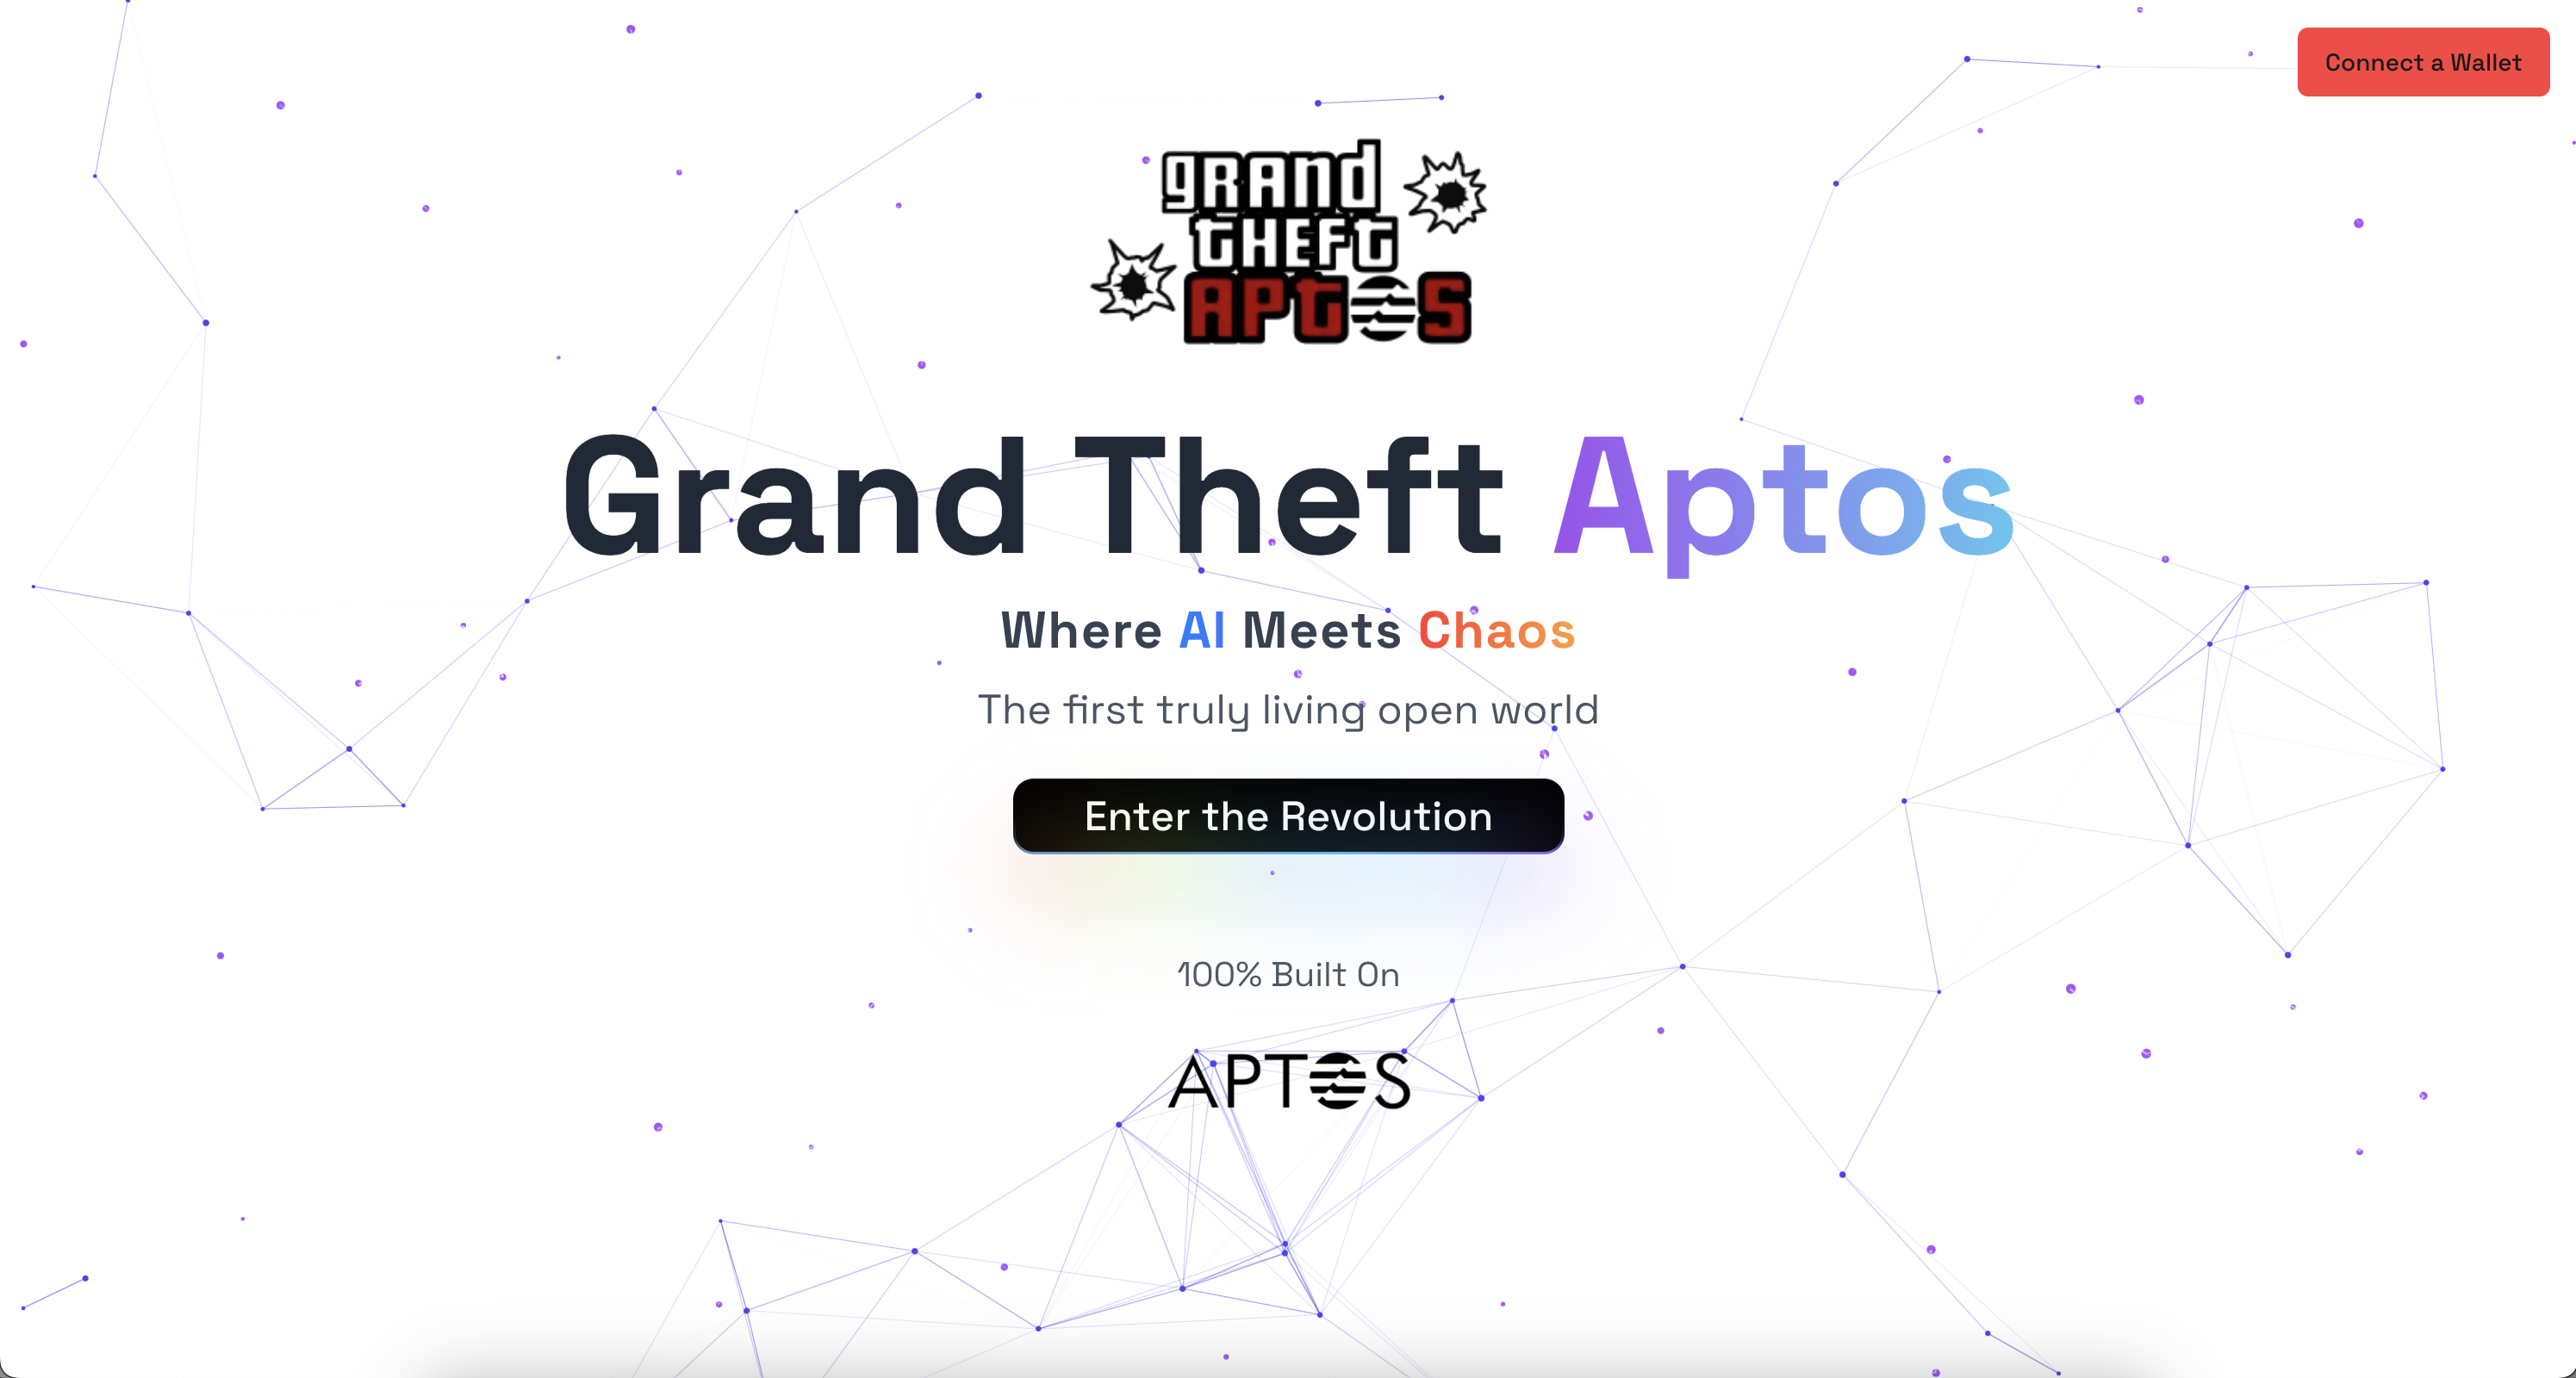 Connect a Wallet
grand
theft
Aptos
Grand Theft Aptos
Where AI Meets Chaos
The first truly living open world
Enter the Revolution
100% Built On
APTOS